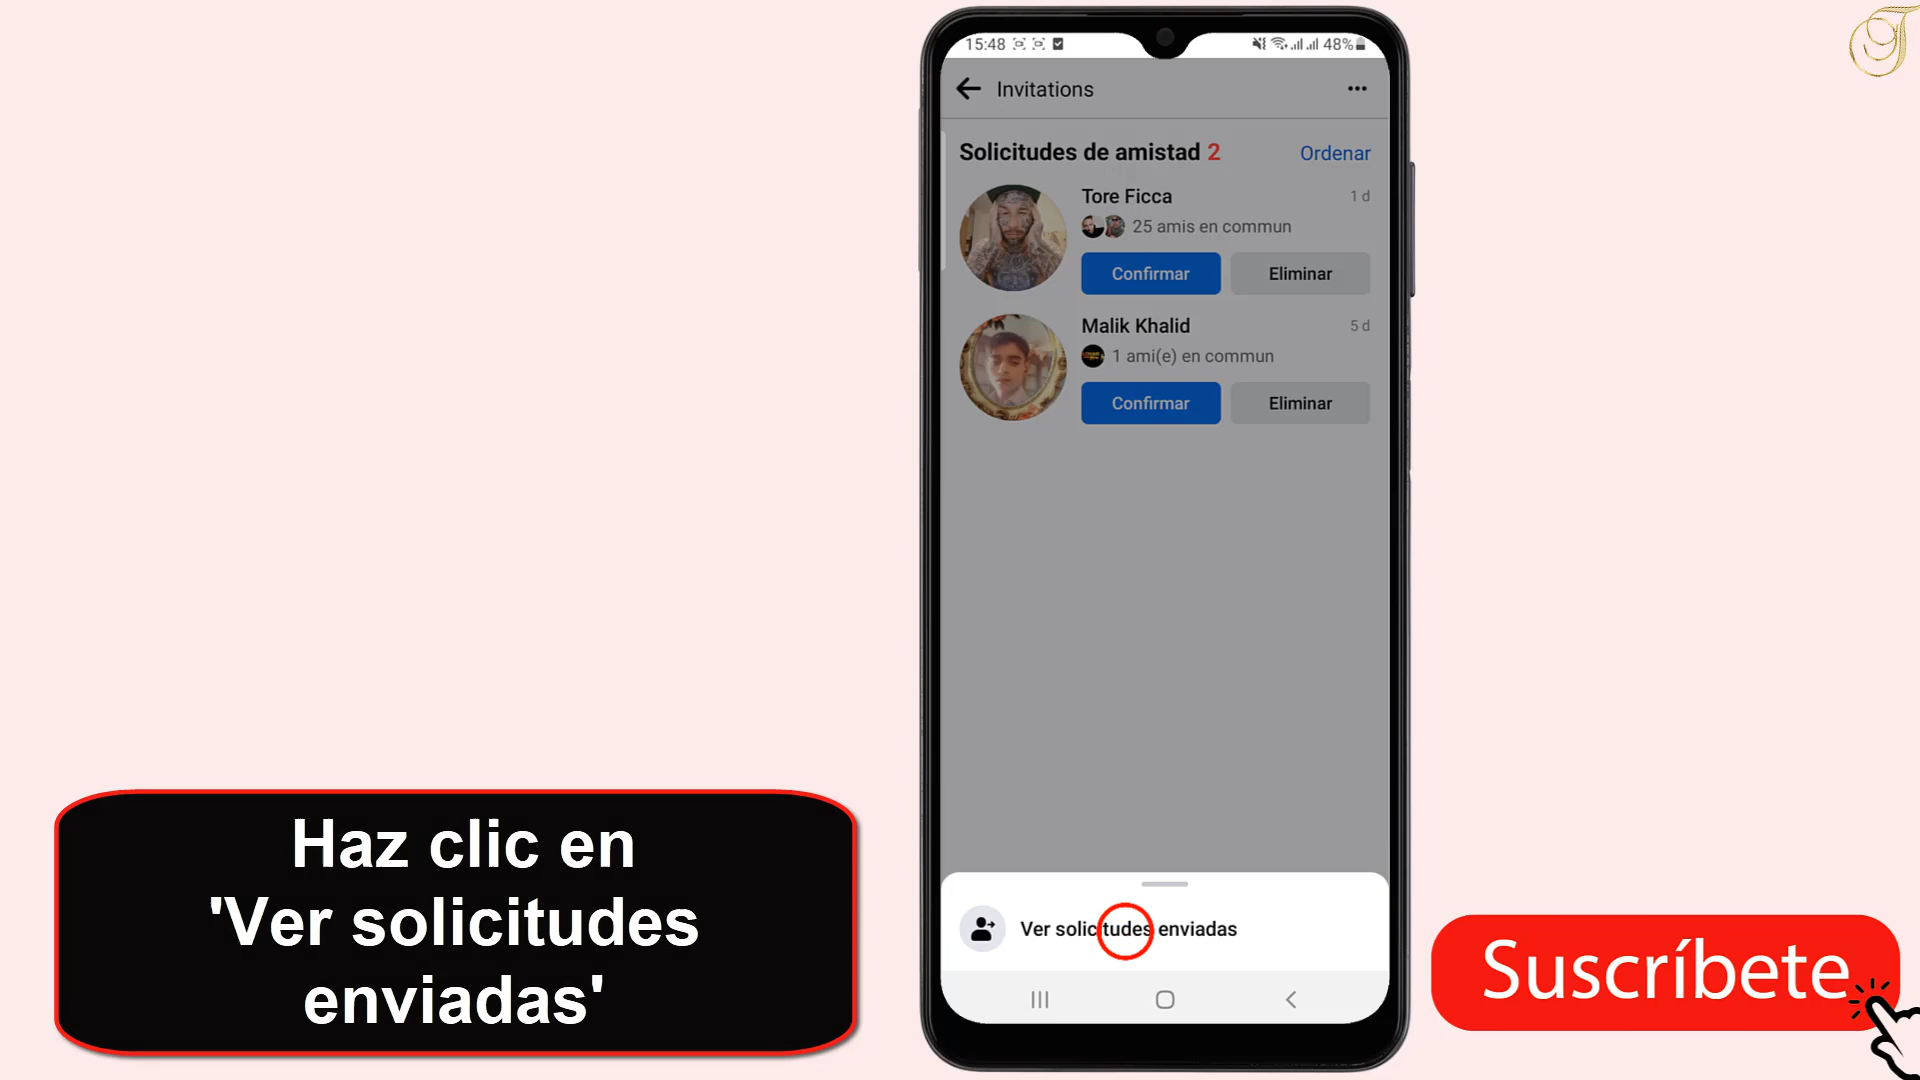 15:48
48%
Invitations
Solicitudes de amistad 2
Ordenar
Tore Ficca
1 d
25 amis en commun
Confirmar
Eliminar
Malik Khalid
5 d
1 ami(e) en commun
Confirmar
Eliminar
Ver solicitudes enviadas
Haz clic en
'Ver solicitudes
enviadas'
Suscríbete